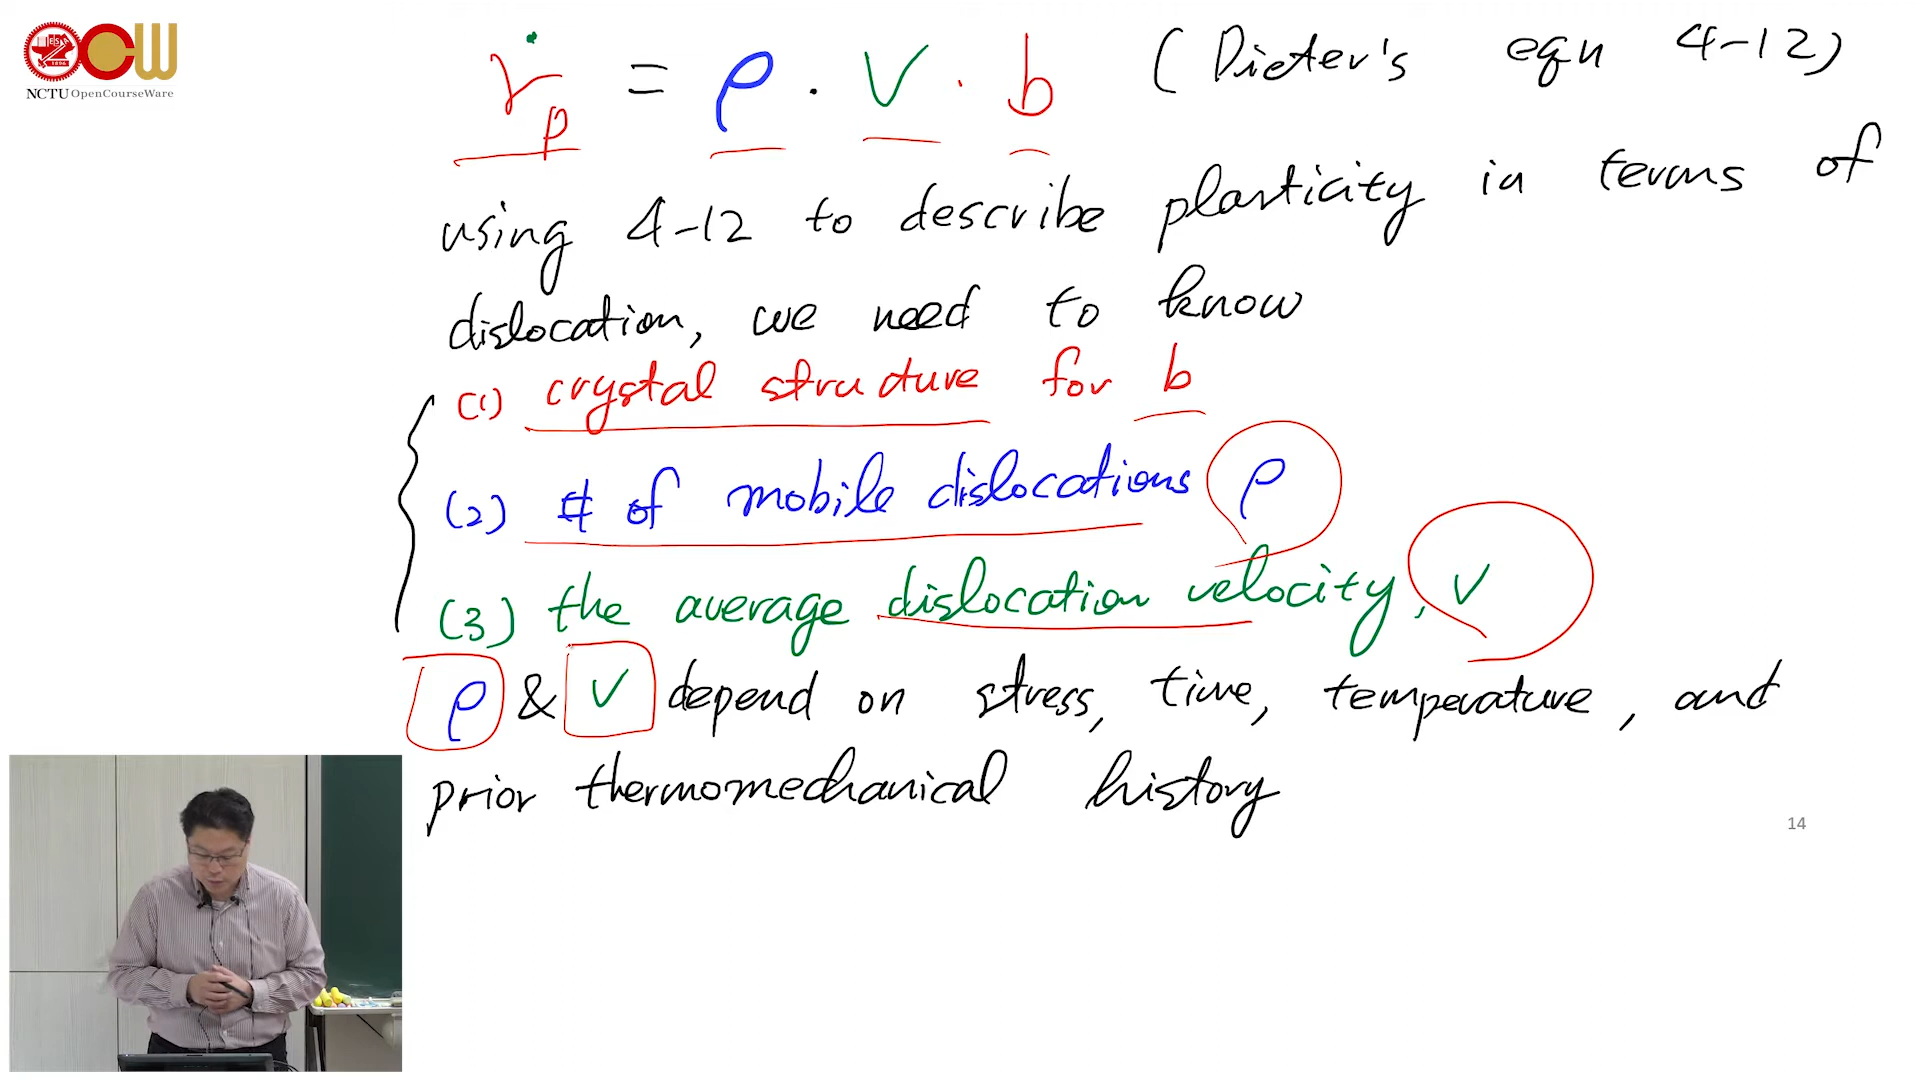 NCTU OpenCourseWare
γ̇p = ρ · v · b (Dieter's eqn 4-12)
using 4-12 to describe plasticity in terms of
dislocation, we need to know
(1) crystal structure for b
(2) # of mobile dislocations ρ
(3) the average dislocation velocity, v
ρ & v depend on stress, time, temperature, and
prior thermomechanical history
14